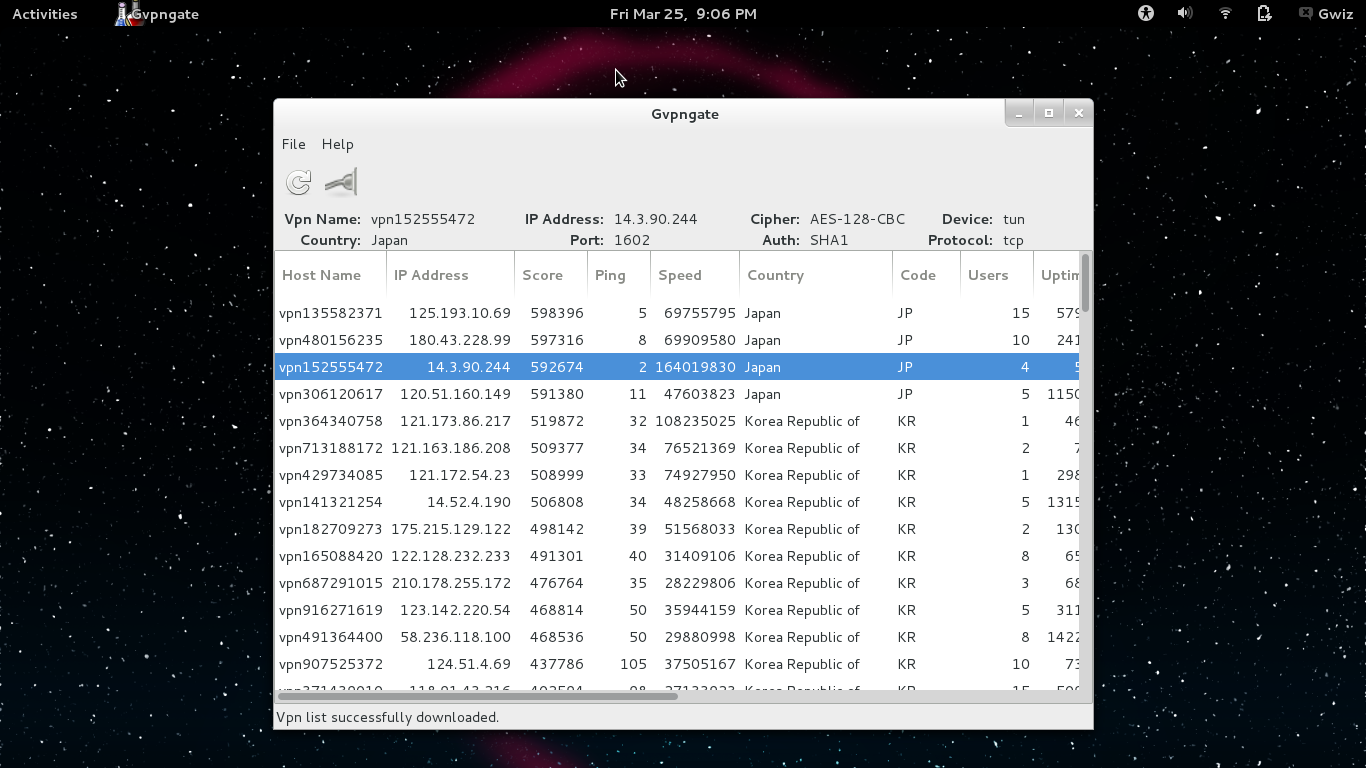 Activities Gvpngate Fri Mar 25, 9:06 PM Gwiz
Gvpngate
File Help
Vpn Name: vpn152555472 IP Address: 14.3.90.244 Cipher: AES-128-CBC Device: tun
Country: Japan Port: 1602 Auth: SHA1 Protocol: tcp
Host Name IP Address Score Ping Speed Country Code Users
vpn135582371 125.193.10.69 598396 5 69755795 Japan JP 15 579
vpn480156235 180.43.228.99 597316 8 69909580 Japan JP 10 241
vpn152555472 14.3.90.244 592674 2 164019830 Japan JP 4
vpn306120617 120.51.160.149 591380 11 47603823 Japan JP 5 1150
vpn364340758 121.173.86.217 519872 32 108235025 Korea Republic of KR 1 46
vpn713188172 121.163.186.208 509377 34 76521369 Korea Republic of KR 2 7
vpn429734085 121.172.54.23 508999 33 74927950 Korea Republic of KR 1 298
vpn141321254 14.52.4.190 506808 34 48258668 Korea Republic of KR 5 1315
vpn182709273 175.215.129.122 498142 39 51568033 Korea Republic of KR 2 130
vpn165088420 122.128.232.233 491301 40 31409106 Korea Republic of KR 8 65
vpn687291015 210.178.255.172 476764 35 28229806 Korea Republic of KR 3 68
vpn916271619 123.142.220.54 468814 50 35944159 Korea Republic of KR 5 311
vpn491364400 58.236.118.100 468536 50 29880998 Korea Republic of KR 8 1422
vpn907525372 124.51.4.69 437786 105 37505167 Korea Republic of KR 10 73
Korea Republic of KR
Vpn list successfully downloaded.